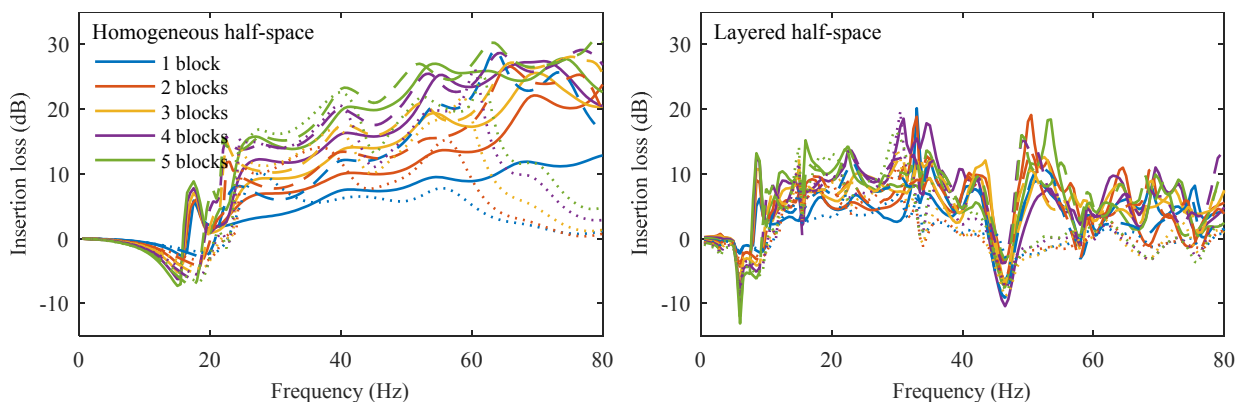 Homogeneous half-space
1 block
2 blocks
3 blocks
4 blocks
5 blocks
30
20
10
0
-10
Insertion loss (dB)
0
20
40
60
80
Frequency (Hz)
Layered half-space
30
20
10
0
-10
Insertion loss (dB)
0
20
40
60
80
Frequency (Hz)